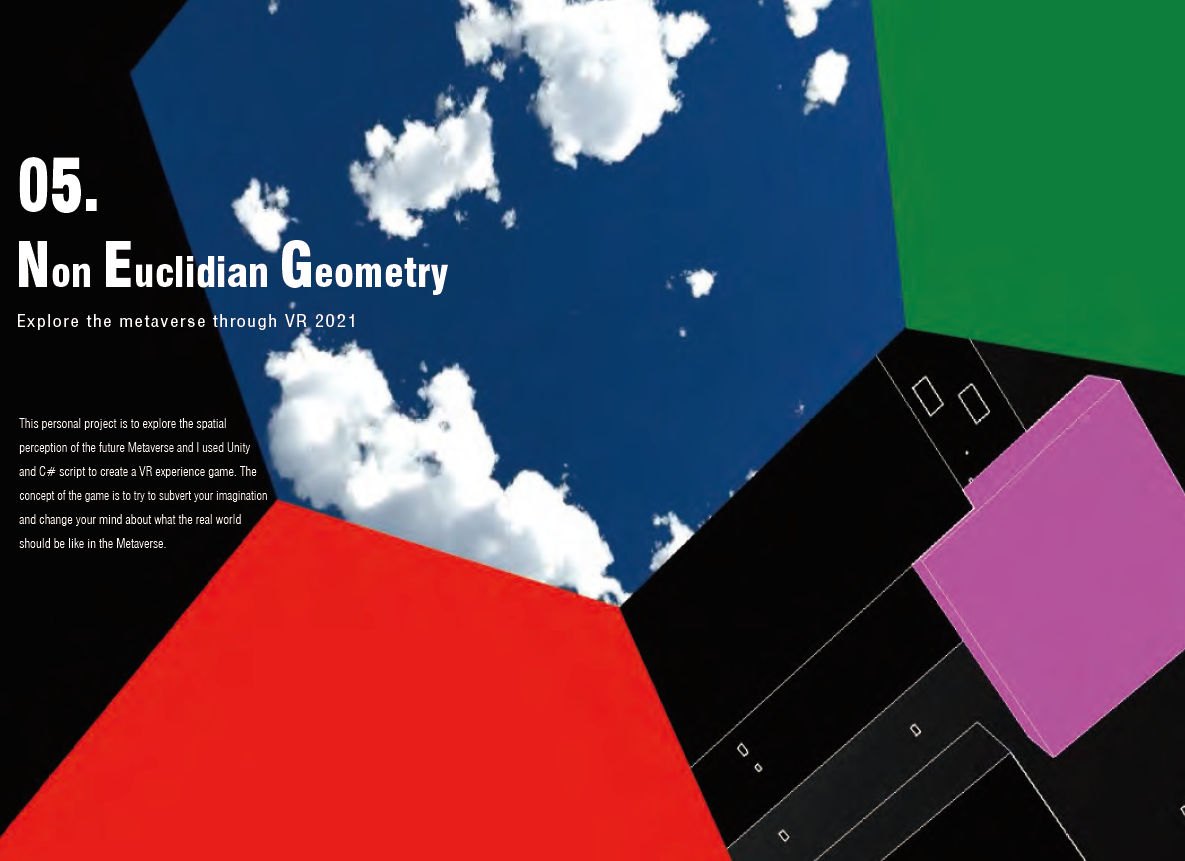 05.
Non Euclidian Geometry
Explore the metaverse through VR 2021
This personal project is to explore the spatial
perception of the future Metaverse and I used Unity
and C# script to create a VR experience game. The
concept of the game is to try to subvert your imagination
and change your mind about what the real world
should be like in the Metaverse.